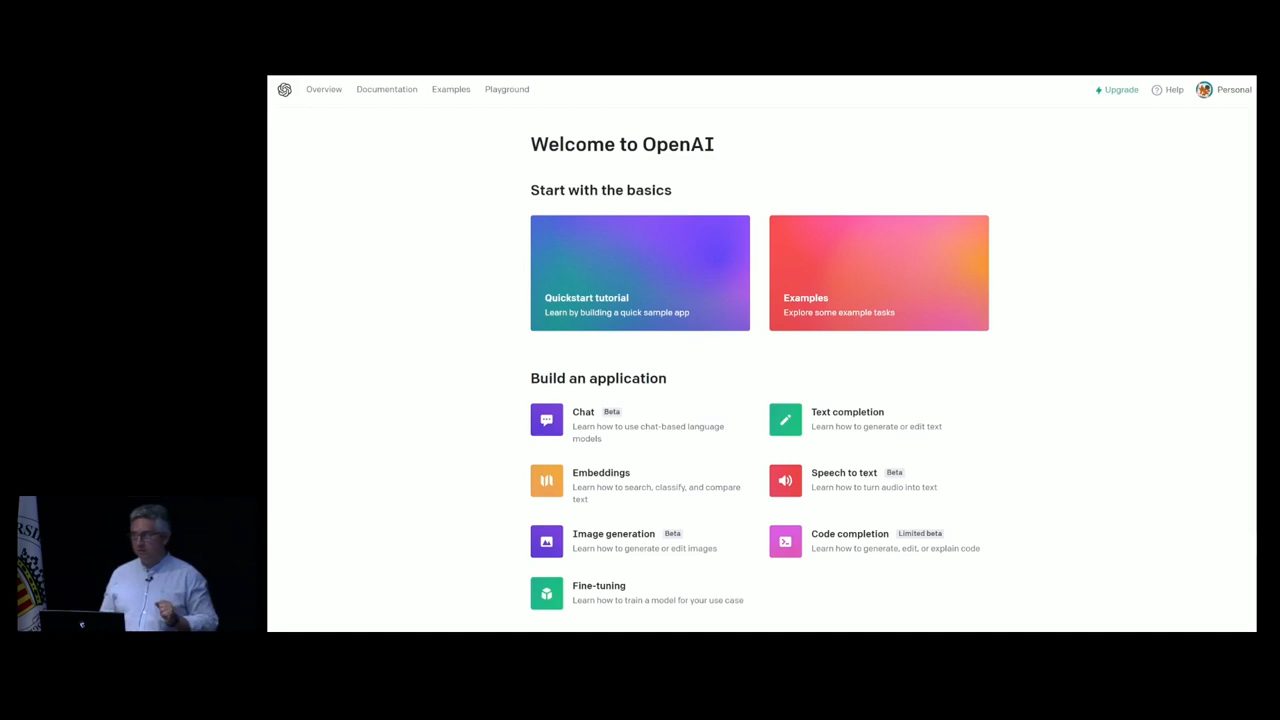 Overview Documentation Examples Playground
Upgrade Help Personal
Welcome to OpenAI
Start with the basics
Quickstart tutorial
Learn by building a quick sample app
Examples
Explore some example tasks
Build an application
Chat Beta
Learn how to use chat-based language
models
Text completion
Learn how to generate or edit text
Embeddings
Learn how to search, classify, and compare
text
Speech to text Beta
Learn how to turn audio into text
Image generation Beta
Learn how to generate or edit images
Code completion Limited beta
Learn how to generate, edit, or explain code
Fine-tuning
Learn how to train a model for your use case